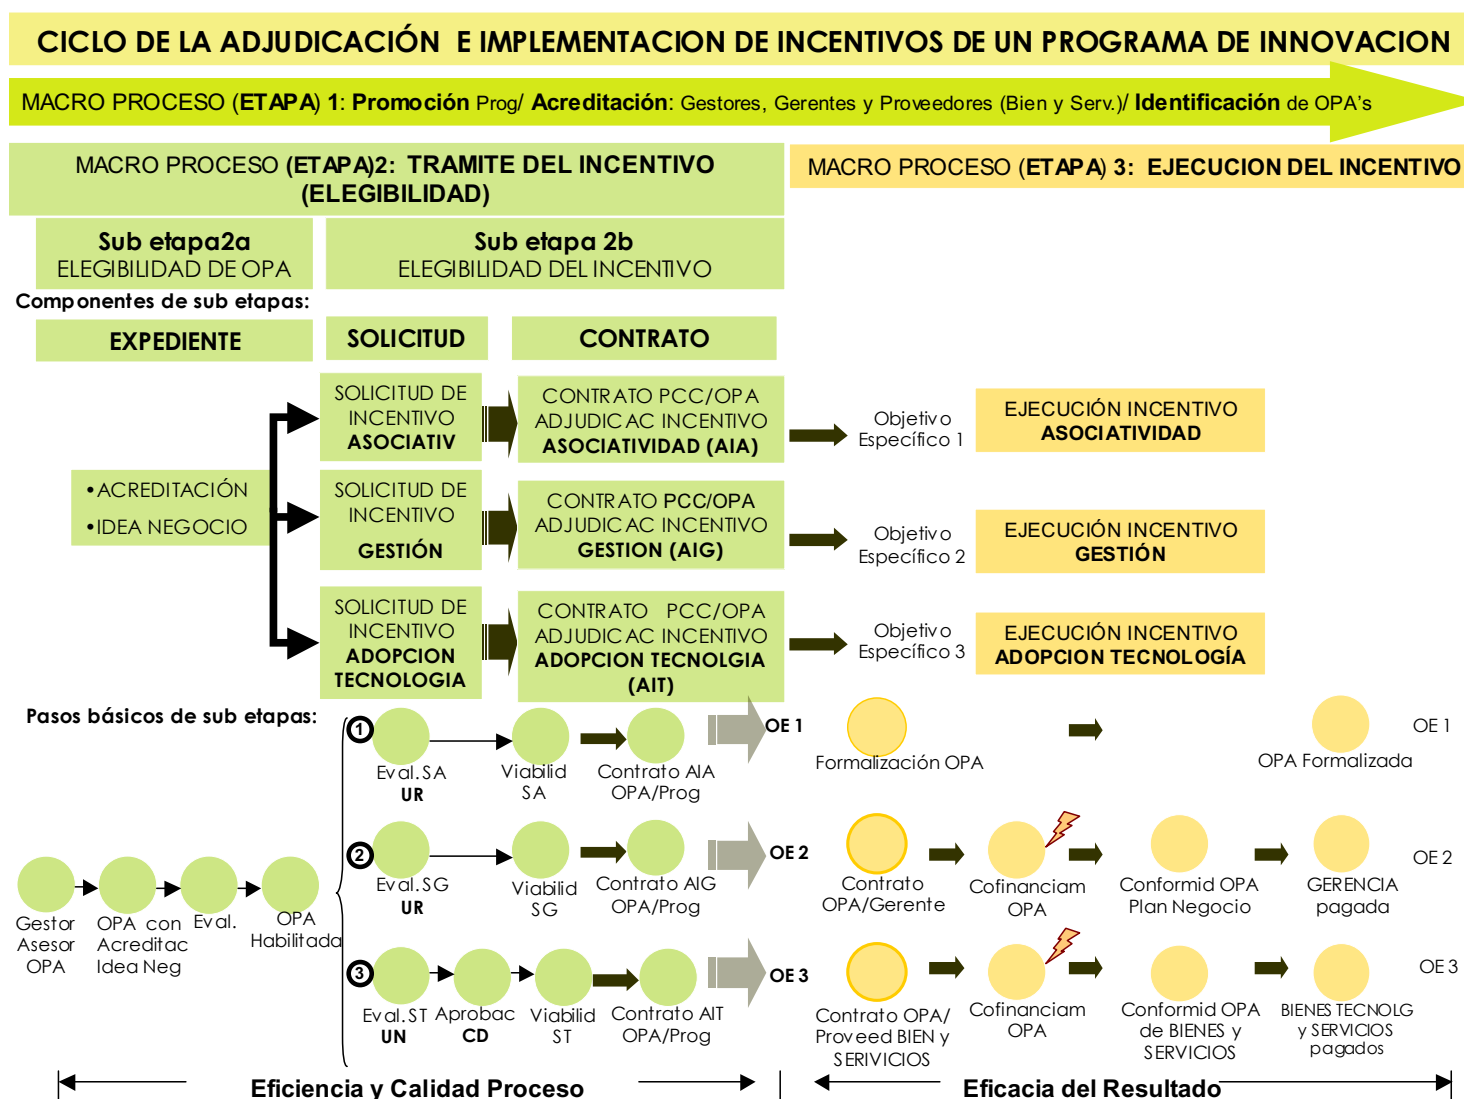 CICLO DE LA ADJUDICACIÓN E IMPLEMENTACION DE INCENTIVOS DE UN PROGRAMA DE INNOVACION
MACRO PROCESO (ETAPA) 1: Promoción Prog/ Acreditación: Gestores, Gerentes y Proveedores (Bien y Serv.)/ Identificación de OPA's
MACRO PROCESO (ETAPA)2: TRAMITE DEL INCENTIVO
(ELEGIBILIDAD)
MACRO PROCESO (ETAPA) 3: EJECUCION DEL INCENTIVO
Sub etapa2a
ELEGIBILIDAD DE OPA
Sub etapa 2b
ELEGIBILIDAD DEL INCENTIVO
Componentes de sub etapas:
EXPEDIENTE
SOLICITUD
CONTRATO
•ACREDITACIÓN
•IDEA NEGOCIO
SOLICITUD DE
INCENTIVO
ASOCIATIV
CONTRATO PCC/OPA
ADJUDICAC INCENTIVO
ASOCIATIVIDAD (AIA)
Objetivo
Específico 1
EJECUCIÓN INCENTIVO
ASOCIATIVIDAD
SOLICITUD DE
INCENTIVO
GESTIÓN
CONTRATO PCC/OPA
ADJUDICAC INCENTIVO
GESTION (AIG)
Objetivo
Específico 2
EJECUCIÓN INCENTIVO
GESTIÓN
SOLICITUD DE
INCENTIVO
ADOPCION
TECNOLOGIA
CONTRATO PCC/OPA
ADJUDICAC INCENTIVO
ADOPCION TECNOLGIA
(AIT)
Objetivo
Específico 3
EJECUCIÓN INCENTIVO
ADOPCION TECNOLOGÍA
Pasos básicos de sub etapas:
Gestor
Asesor
OPA
OPA con
Acreditac
Idea Neg
Eval.
OPA
Habilitada
1
Eval.SA
UR
Viabilid
SA
Contrato AIA
OPA/Prog
OE 1
Formalización OPA
OPA Formalizada
OE 1
2
Eval.SG
UR
Viabilid
SG
Contrato AIG
OPA/Prog
OE 2
Contrato
OPA/Gerente
Cofinanciam
OPA
Conformid OPA
Plan Negocio
GERENCIA
pagada
OE 2
3
Eval.ST
UN
Aprobac
CD
Viabilid
ST
Contrato AIT
OPA/Prog
OE 3
Contrato OPA/
Proveed BIEN y
SERIVICIOS
Cofinanciam
OPA
Conformid OPA
de BIENES y
SERVICIOS
BIENES TECNOLG
y SERVICIOS
pagados
OE 3
Eficiencia y Calidad Proceso
Eficacia del Resultado